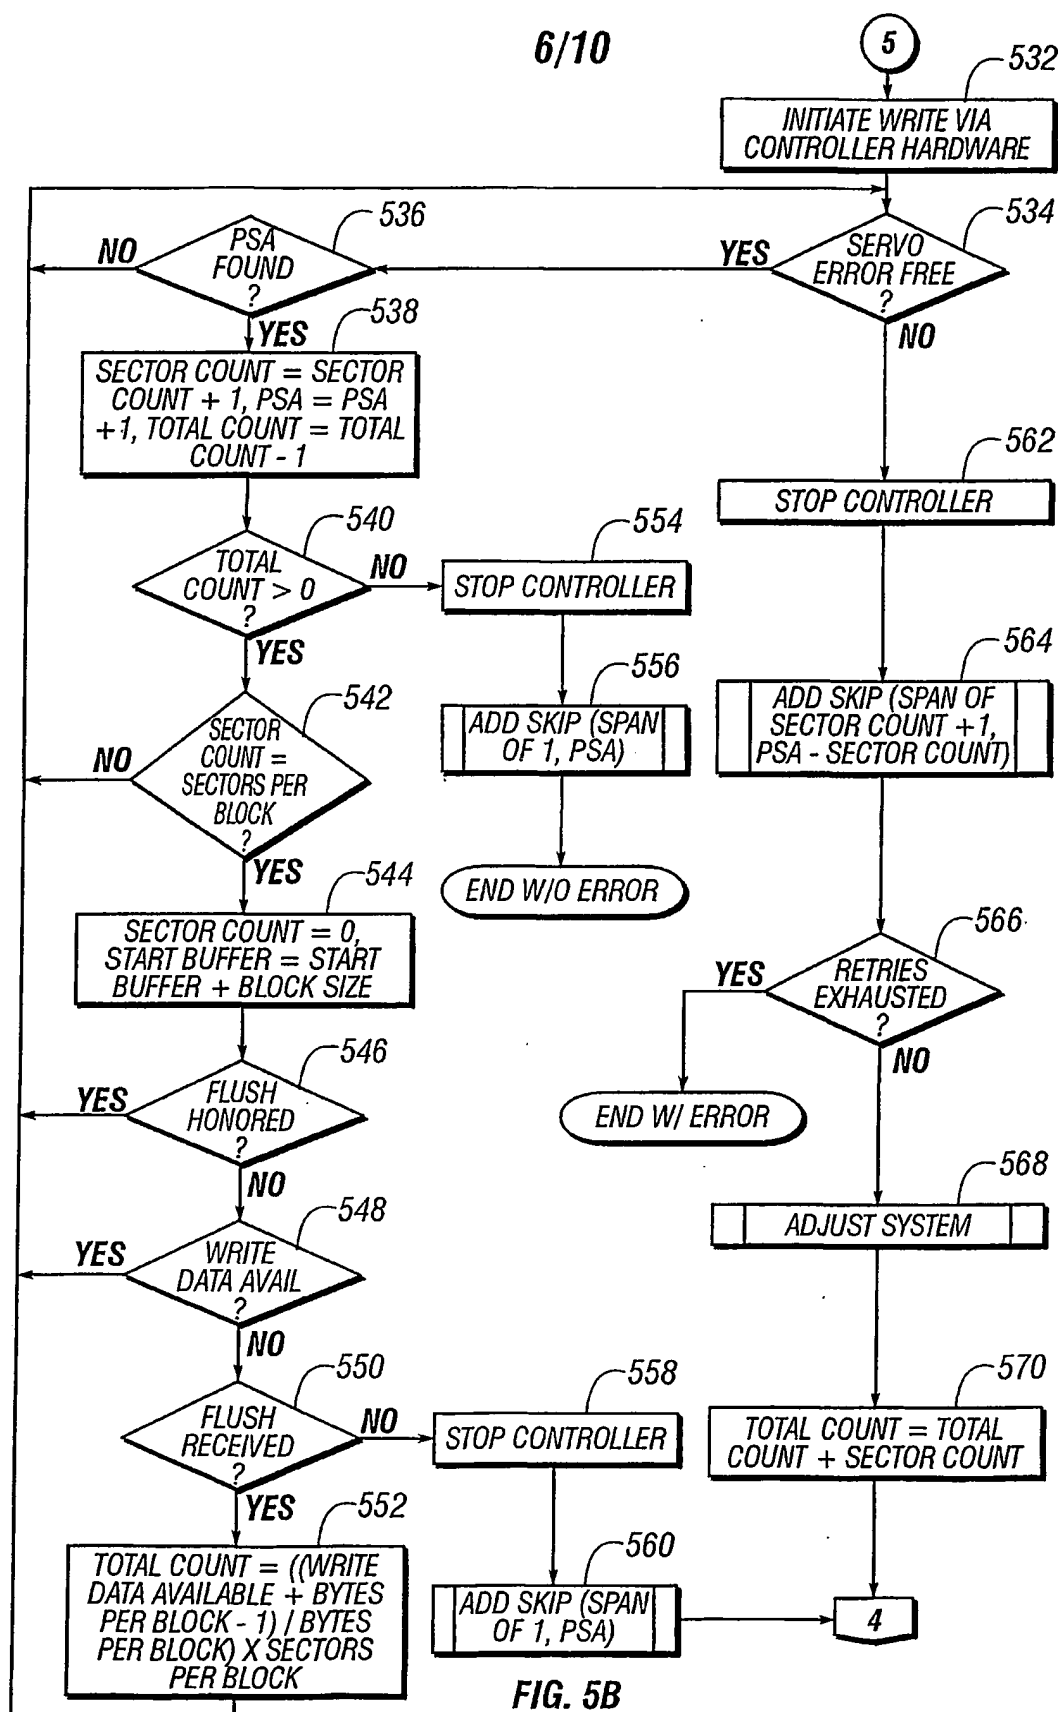 6/10
5
532
INITIATE WRITE VIA
CONTROLLER HARDWARE
534
SERVO
ERROR FREE
?
YES
NO
536
PSA
FOUND
?
NO
YES
538
SECTOR COUNT = SECTOR
COUNT + 1, PSA = PSA
+1, TOTAL COUNT = TOTAL
COUNT - 1
540
TOTAL
COUNT > 0
?
NO
YES
554
STOP CONTROLLER
556
ADD SKIP (SPAN
OF 1, PSA)
END W/O ERROR
542
SECTOR
COUNT =
SECTORS PER
BLOCK
?
NO
YES
544
SECTOR COUNT = 0,
START BUFFER = START
BUFFER + BLOCK SIZE
546
FLUSH
HONORED
?
YES
NO
548
WRITE
DATA AVAIL
?
YES
NO
550
FLUSH
RECEIVED
?
NO
YES
552
TOTAL COUNT = ((WRITE
DATA AVAILABLE + BYTES
PER BLOCK - 1) / BYTES
PER BLOCK) X SECTORS
PER BLOCK
558
STOP CONTROLLER
560
ADD SKIP (SPAN
OF 1, PSA)
562
STOP CONTROLLER
564
ADD SKIP (SPAN OF
SECTOR COUNT +1,
PSA - SECTOR COUNT)
566
RETRIES
EXHAUSTED
?
YES
NO
END W/ ERROR
568
ADJUST SYSTEM
570
TOTAL COUNT = TOTAL
COUNT + SECTOR COUNT
4
FIG. 5B